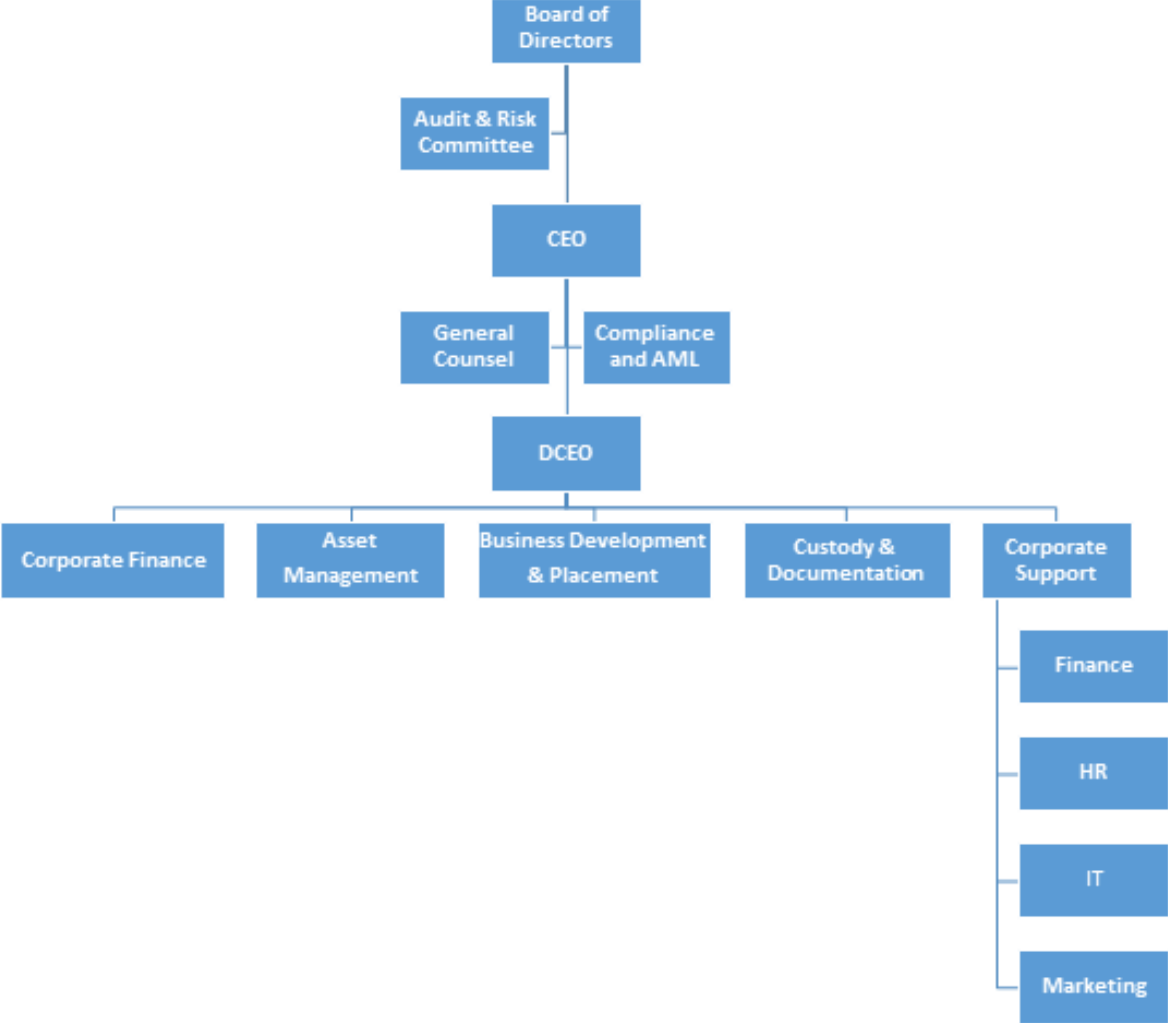 Board of
Directors
Audit & Risk
Committee
CEO
General
Counsel
Compliance
and AML
DCEO
Corporate Finance
Asset
Management
Business Development
& Placement
Custody &
Documentation
Corporate
Support
Finance
HR
IT
Marketing